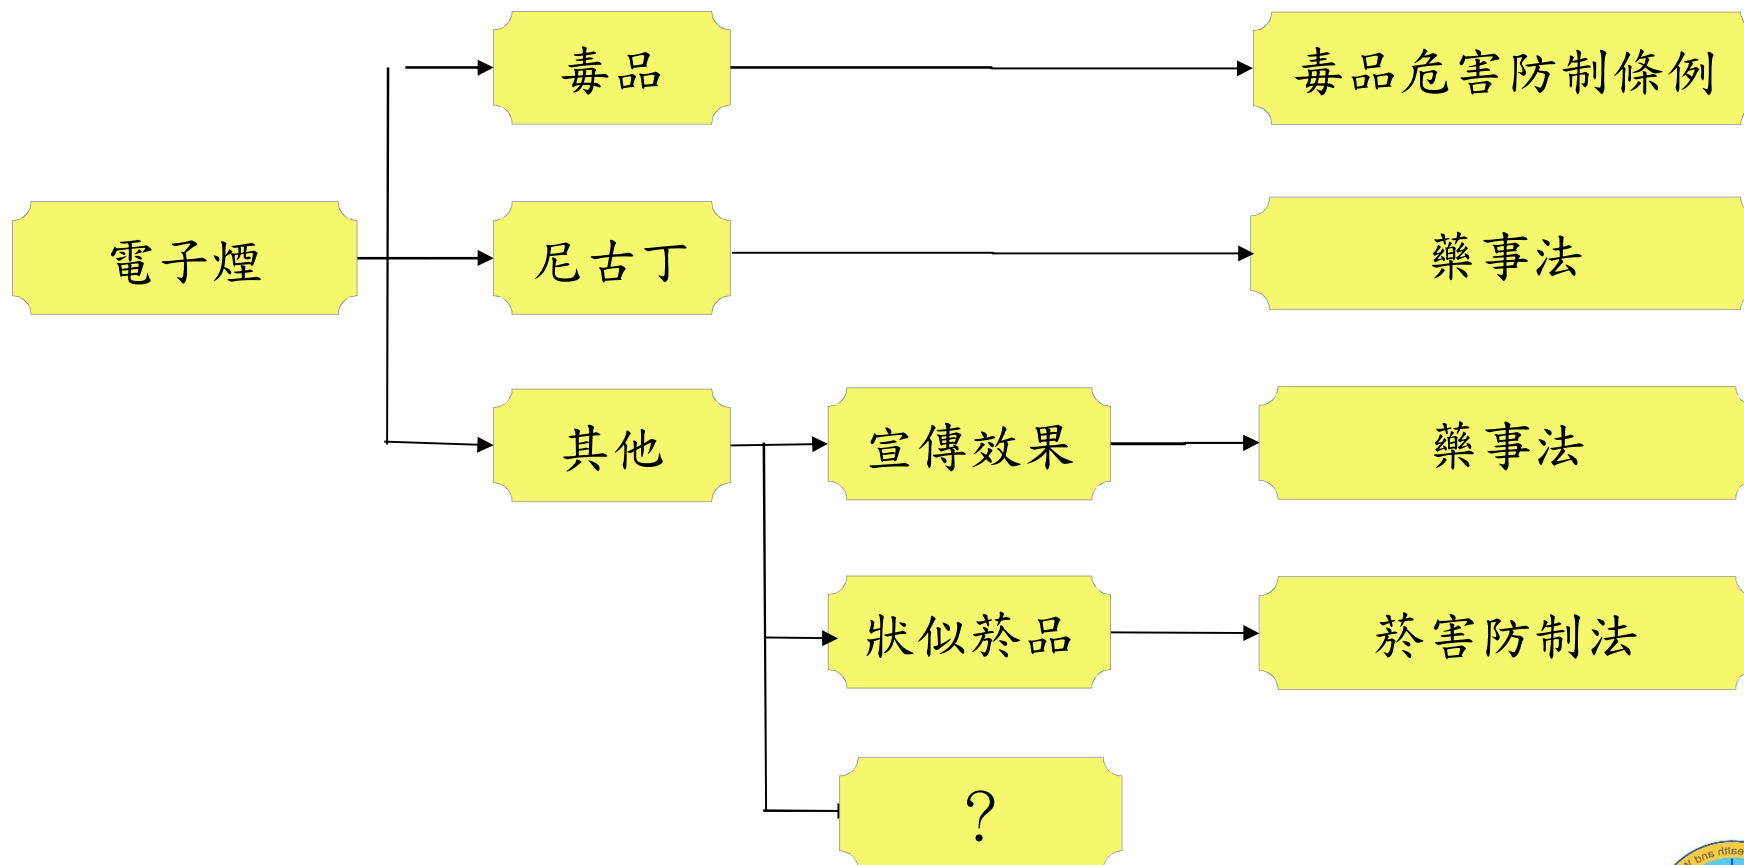 毒品
毒品危害防制條例
電子煙
尼古丁
藥事法
其他
宣傳效果
藥事法
狀似菸品
菸害防制法
？